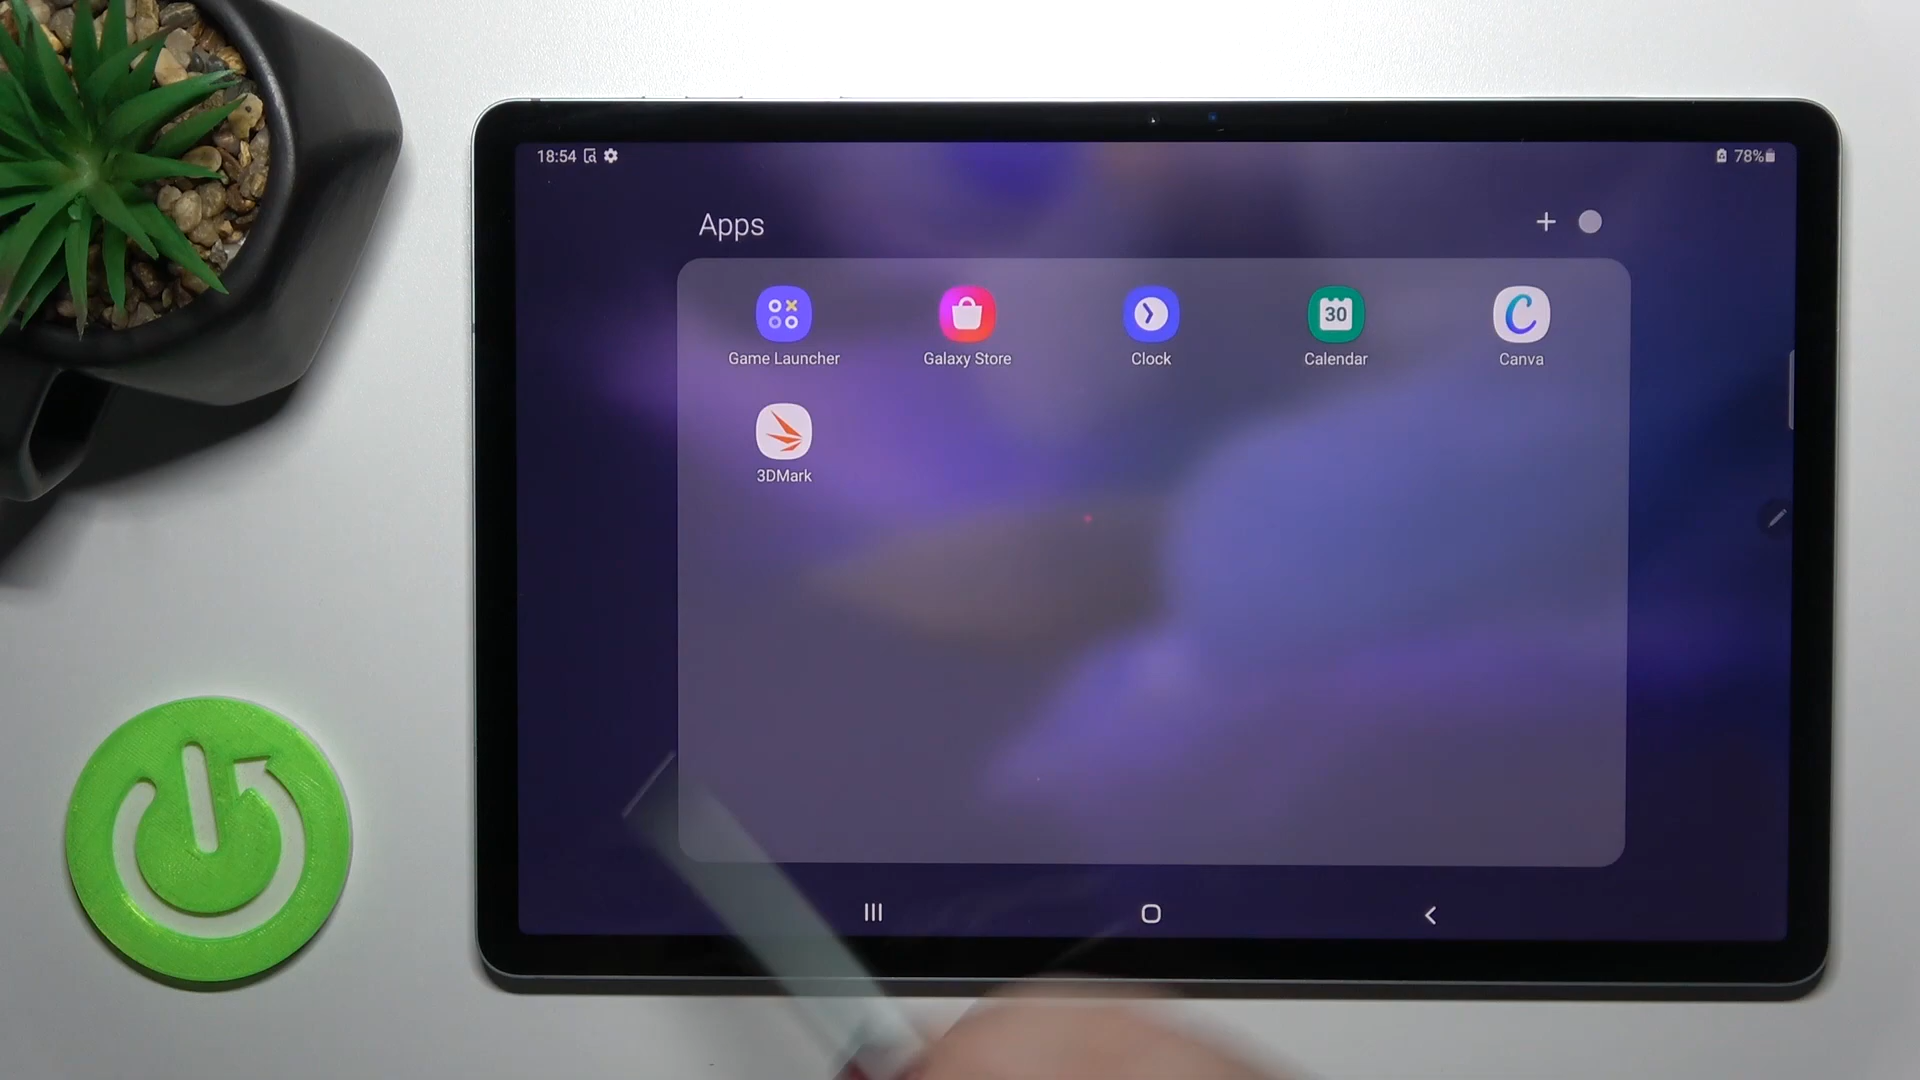 18:54
78%
Apps
Game Launcher
Galaxy Store
Clock
30
Calendar
Canva
3DMark